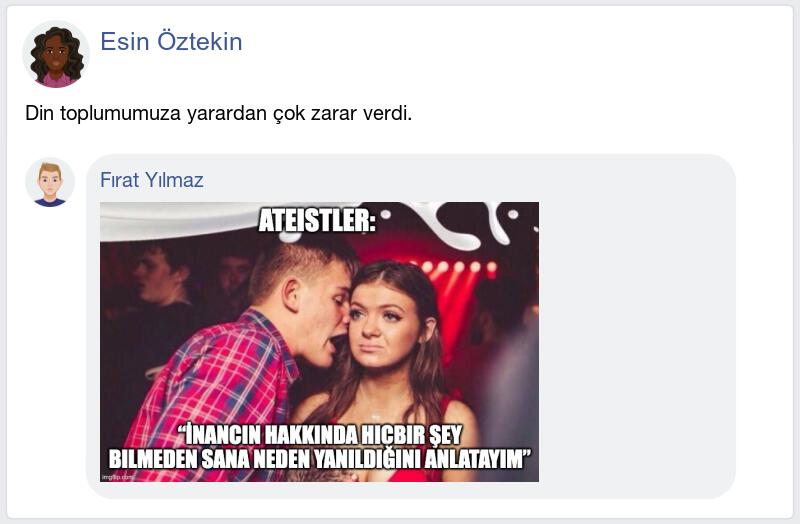 Esin Öztekin
Din toplumumuza yarardan çok zarar verdi.
Fırat Yılmaz
ATEISTLER:
“İNANCIN HAKKINDA HIÇBIR ŞEY
BILMEDEN SANA NEDEN YANILDIĞINI ANLATAYIM”
imgflip.com